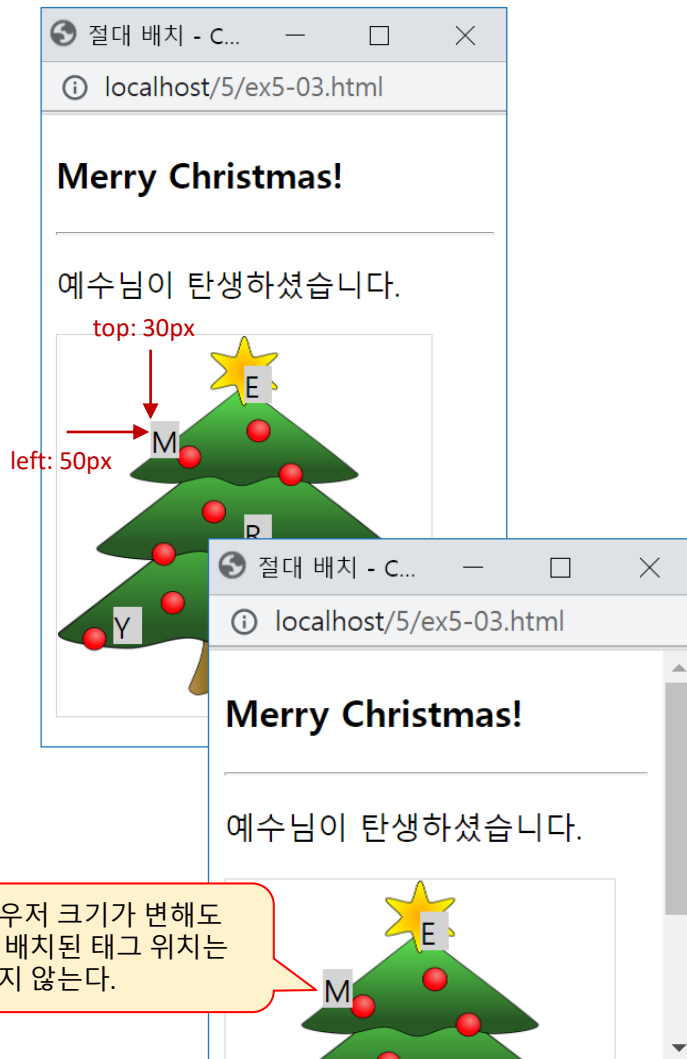 절대 배치 - C...
localhost/5/ex5-03.html
Merry Christmas!
예수님이 탄생하셨습니다.
top: 30px
E
M
left: 50px
R
Y
절대 배치 - C...
localhost/5/ex5-03.html
Merry Christmas!
예수님이 탄생하셨습니다.
E
M
우저 크기가 변해도
배치된 태그 위치는
지 않는다.